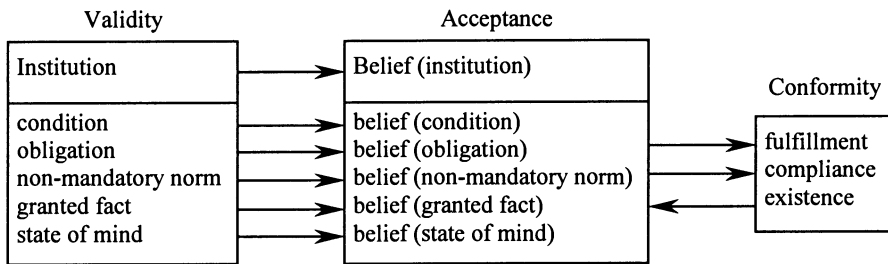 Validity
Institution
condition
obligation
non-mandatory norm
granted fact
state of mind
Acceptance
Belief (institution)
belief (condition)
belief (obligation)
belief (non-mandatory norm)
belief (granted fact)
belief (state of mind)
Conformity
fulfillment
compliance
existence